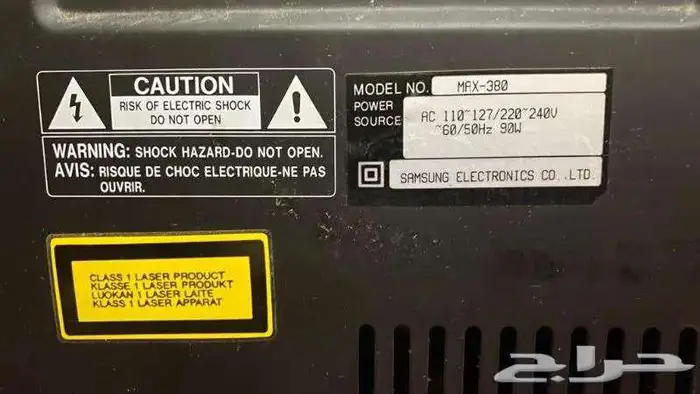 CAUTION
RISK OF ELECTRIC SHOCK
DO NOT OPEN
WARNING: SHOCK HAZARD-DO NOT OPEN.
AVIS: RISQUE DE CHOC ELECTRIQUE-NE PAS
OUVRIR.
MODEL NO. MAX-380
POWER
SOURCE
AC 110~127/220~240V
~60/50Hz 90W
SAMSUNG ELECTRONICS CO.,LTD.
CLASS 1 LASER PRODUCT
KLASSE 1 LASER PRODUKT
LUOKAN 1 LASER LAITE
KLASS 1 LASER APPARAT
حراج